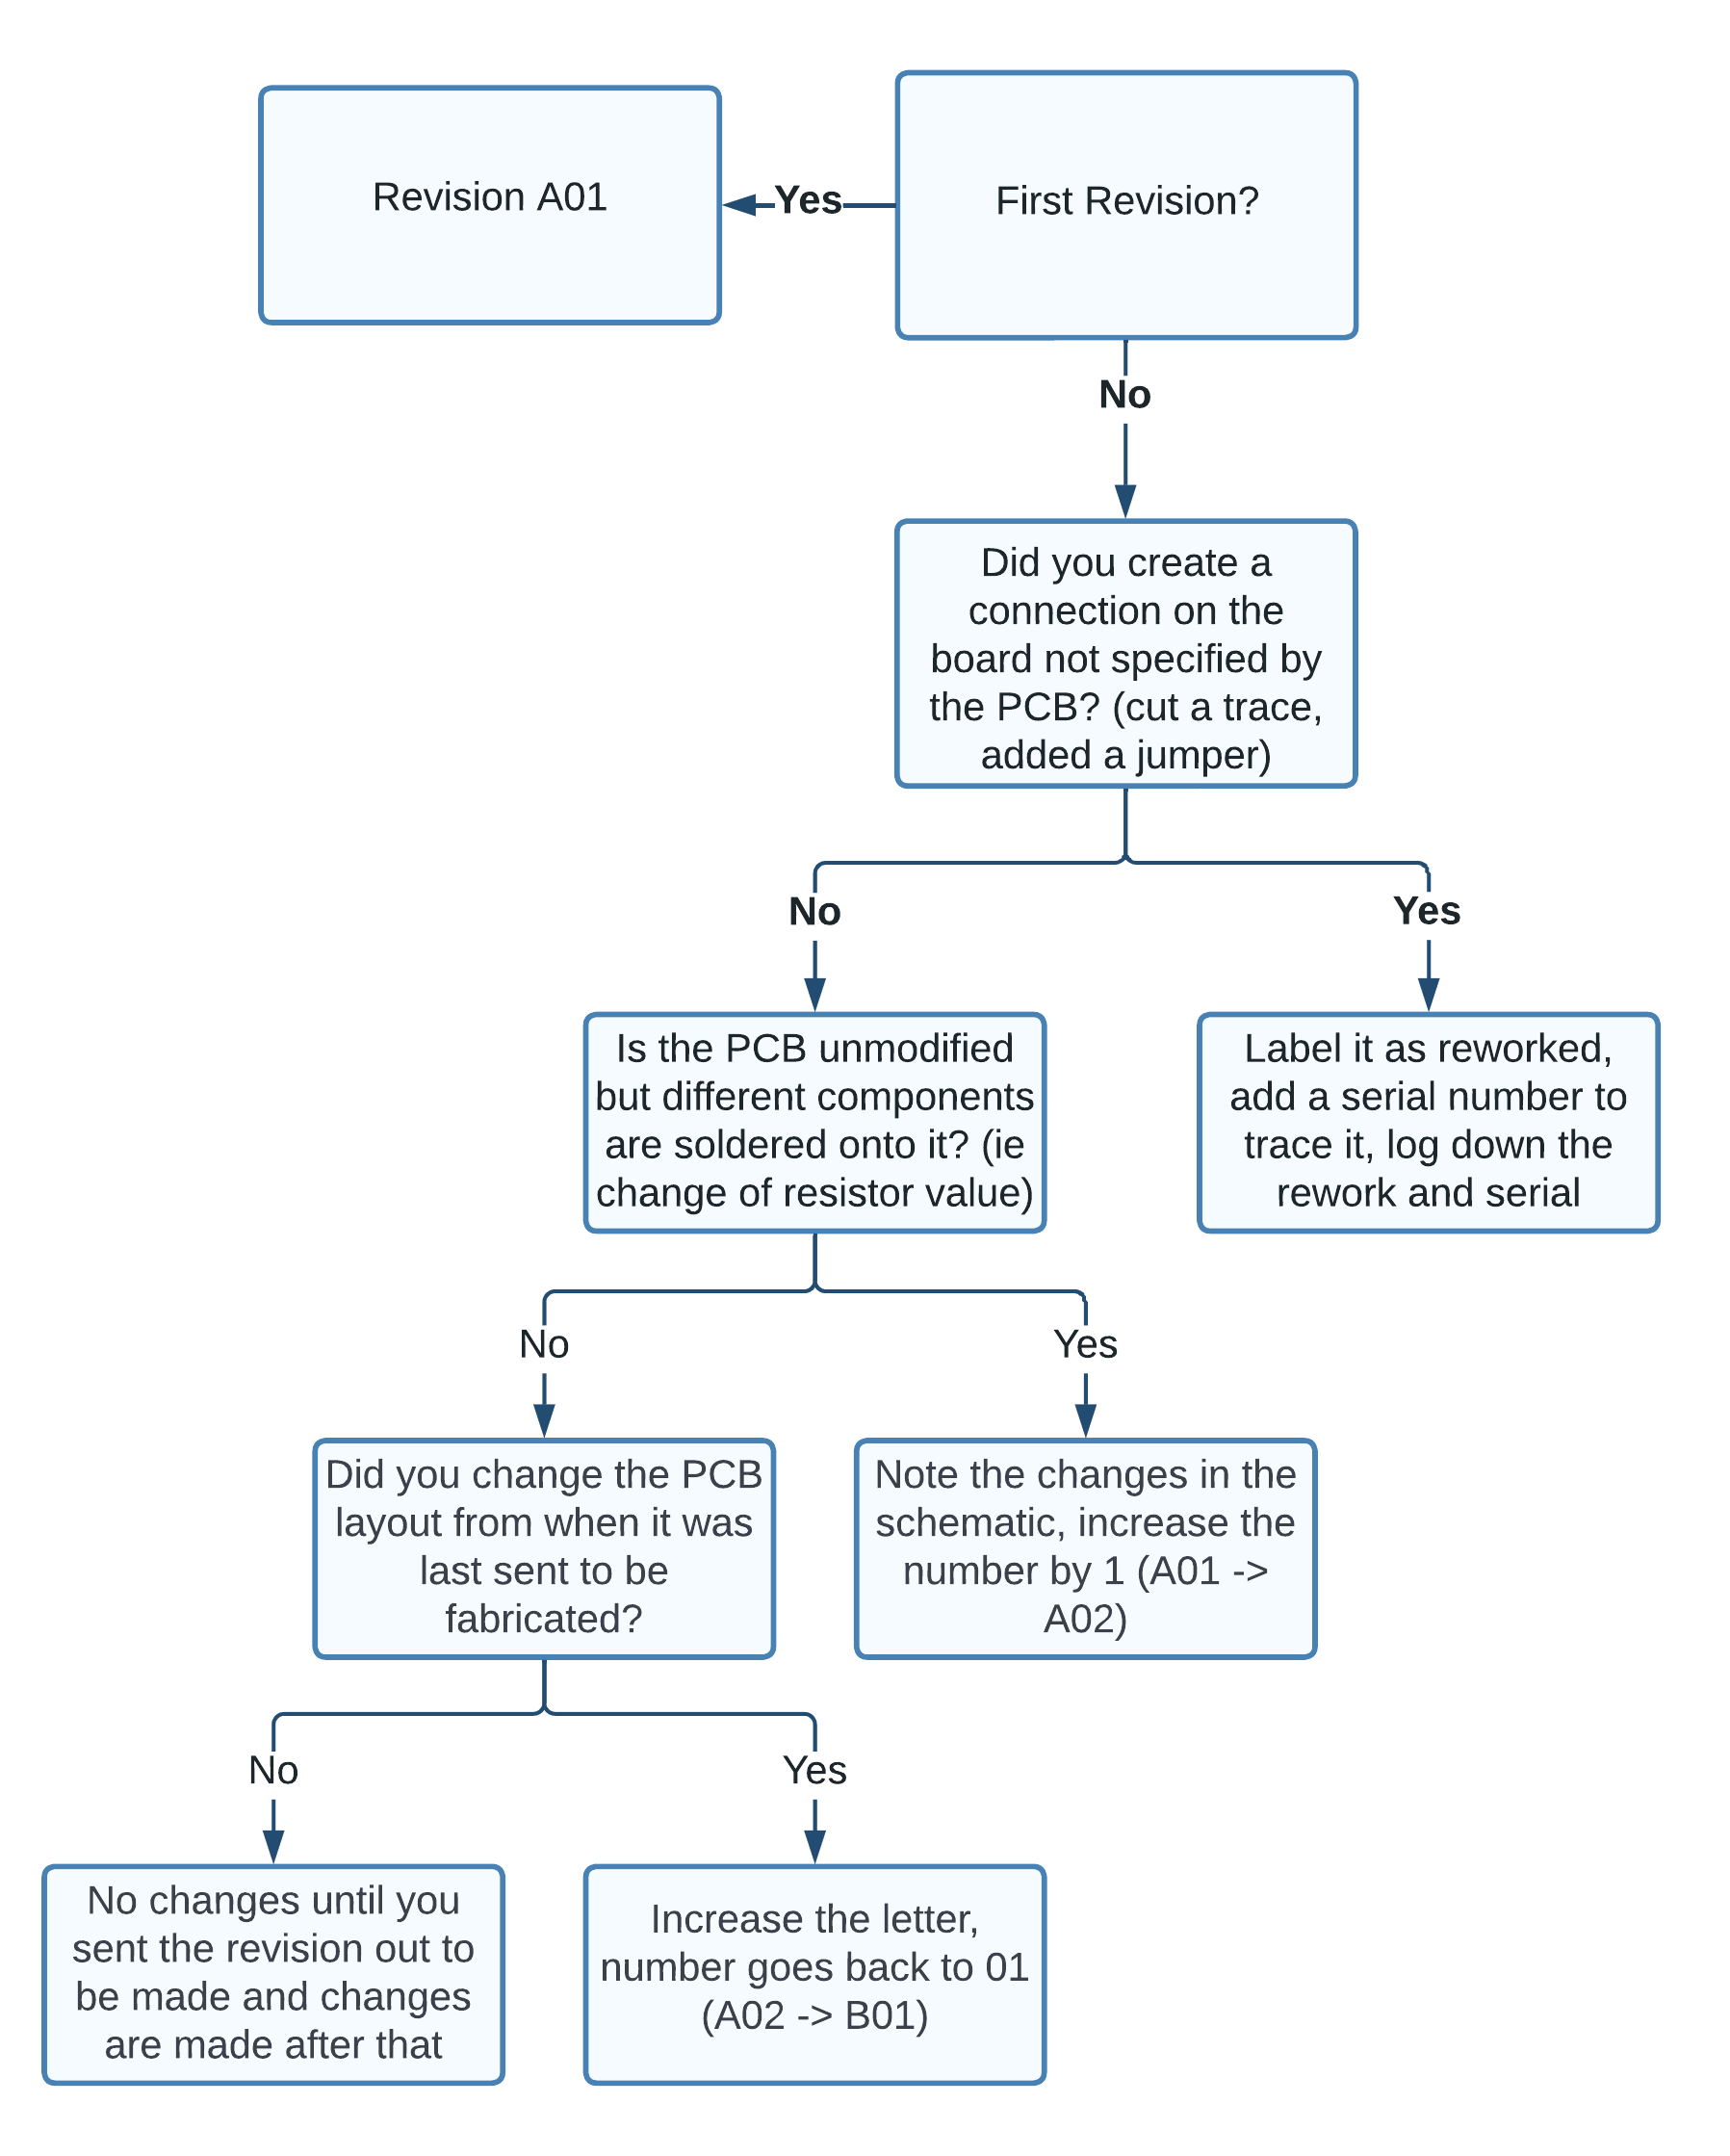 Revision A01
First Revision?
Yes
No
Did you create a
connection on the
board not specified by
the PCB? (cut a trace,
added a jumper)
No
Yes
Is the PCB unmodified
but different components
are soldered onto it? (ie
change of resistor value)
Label it as reworked,
add a serial number to
trace it, log down the
rework and serial
No
Yes
Did you change the PCB
layout from when it was
last sent to be
fabricated?
Note the changes in the
schematic, increase the
number by 1 (A01 ->
A02)
No
Yes
No changes until you
sent the revision out to
be made and changes
are made after that
Increase the letter,
number goes back to 01
(A02 -> B01)